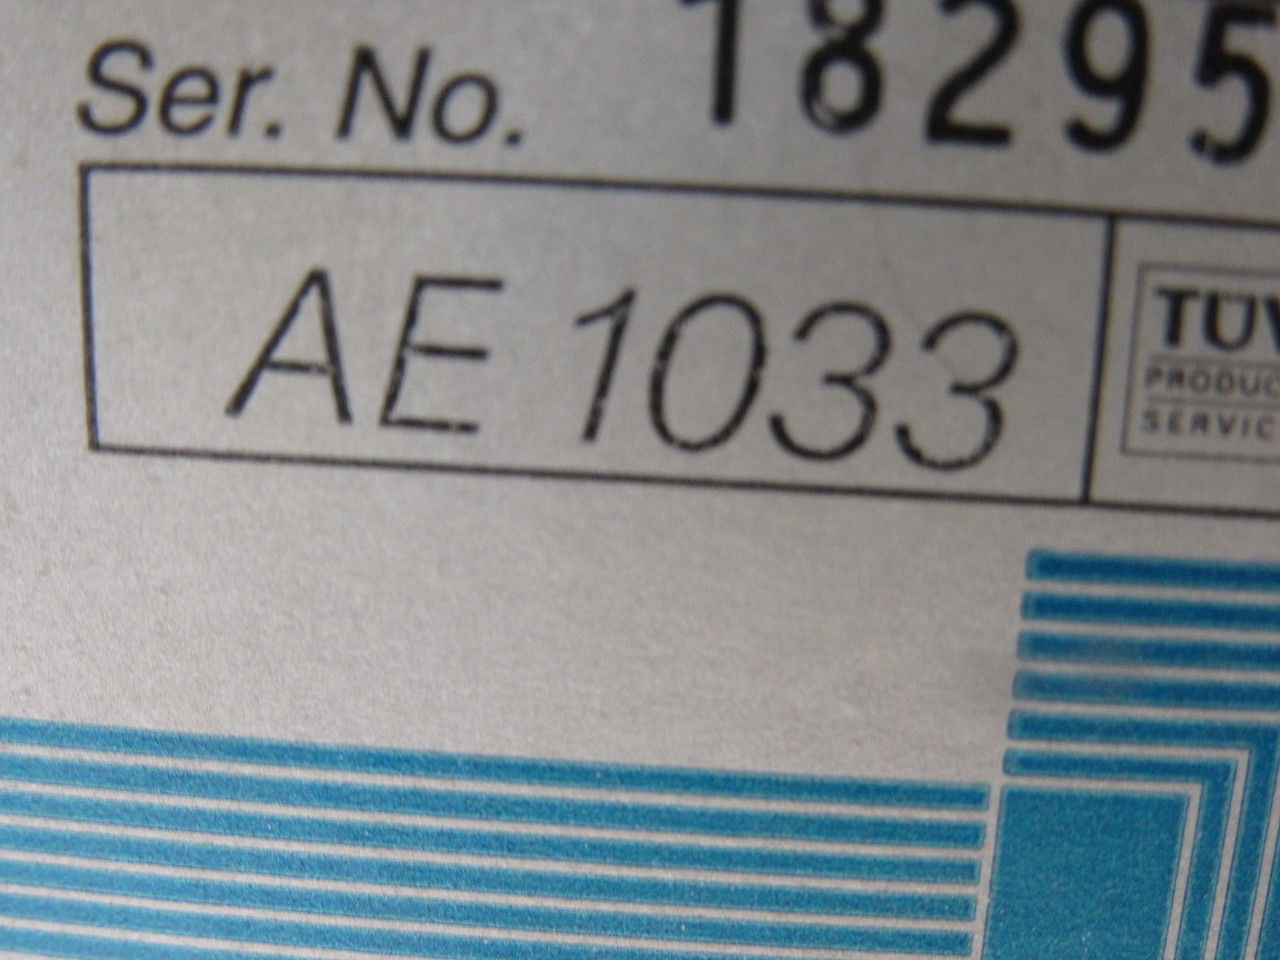 Ser. No. 18295
AE 1033
TÜV
PRODUC
SERVIC